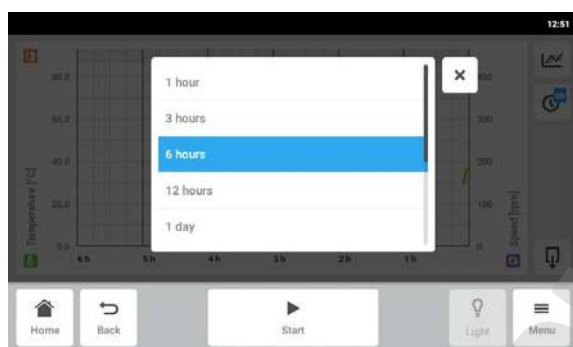 12:51
1 hour
3 hours
6 hours
12 hours
1 day
80.0
60.0
40.0
20.0
0.0
Temperature [°C]
300
200
100
0
Speed [rpm]
6 h
5 h
4 h
3 h
2 h
1 h
Home
Back
Start
Light
Menu